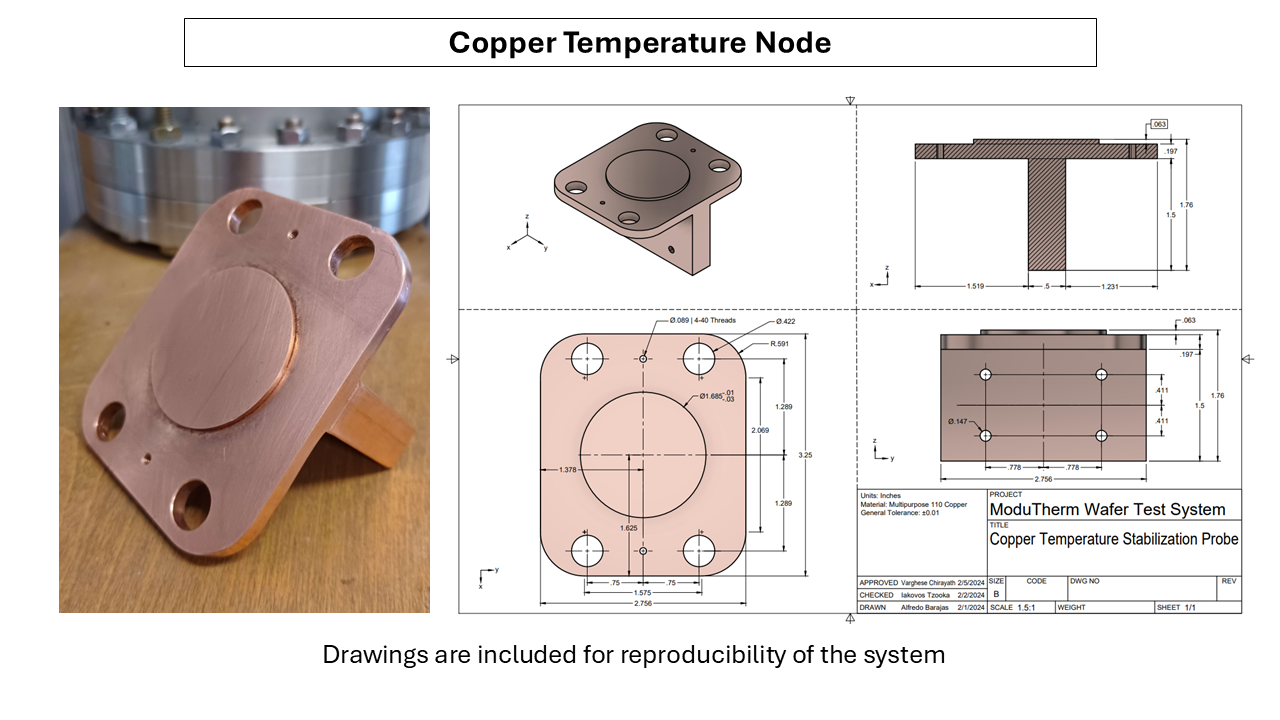 Copper Temperature Node
z
x
y
.063
.197
1.5
1.76
z
x
1.519
.5
1.231
Ø.089 | 4-40 Threads
Ø.422
R.591
Ø1.685 -.01
-.03
1.289
2.069
3.25
1.378
1.289
1.625
y
x
.75
.75
1.575
2.756
.063
.197
.411
1.5
1.76
.411
Ø.147
z
y
.778
.778
2.756
Units: Inches
Material: Multipurpose 110 Copper
General Tolerance: ±0.01
PROJECT
ModuTherm Wafer Test System
TITLE
Copper Temperature Stabilization Probe
APPROVED Varghese Chirayath 2/5/2024
CHECKED Iakovos Tzooka 2/2/2024
DRAWN Alfredo Barajas 2/1/2024
SIZE
B
CODE
DWG NO
REV
SCALE 1.5:1
WEIGHT
SHEET 1/1
Drawings are included for reproducibility of the system